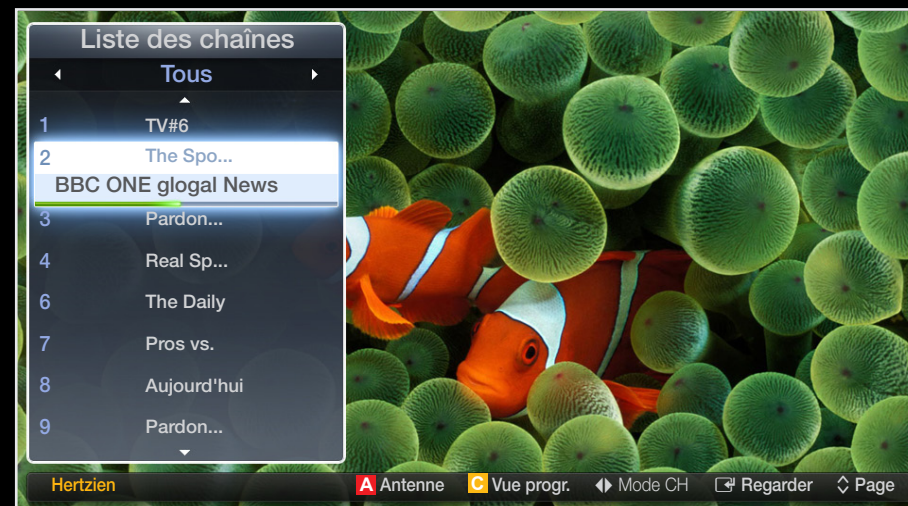 Liste des chaînes
Tous
1 TV#6
2 The Spo...
BBC ONE glogal News
3 Pardon...
4 Real Sp...
6 The Daily
7 Pros vs.
8 Aujourd'hui
9 Pardon...
Hertzien A Antenne C Vue progr. Mode CH Regarder Page